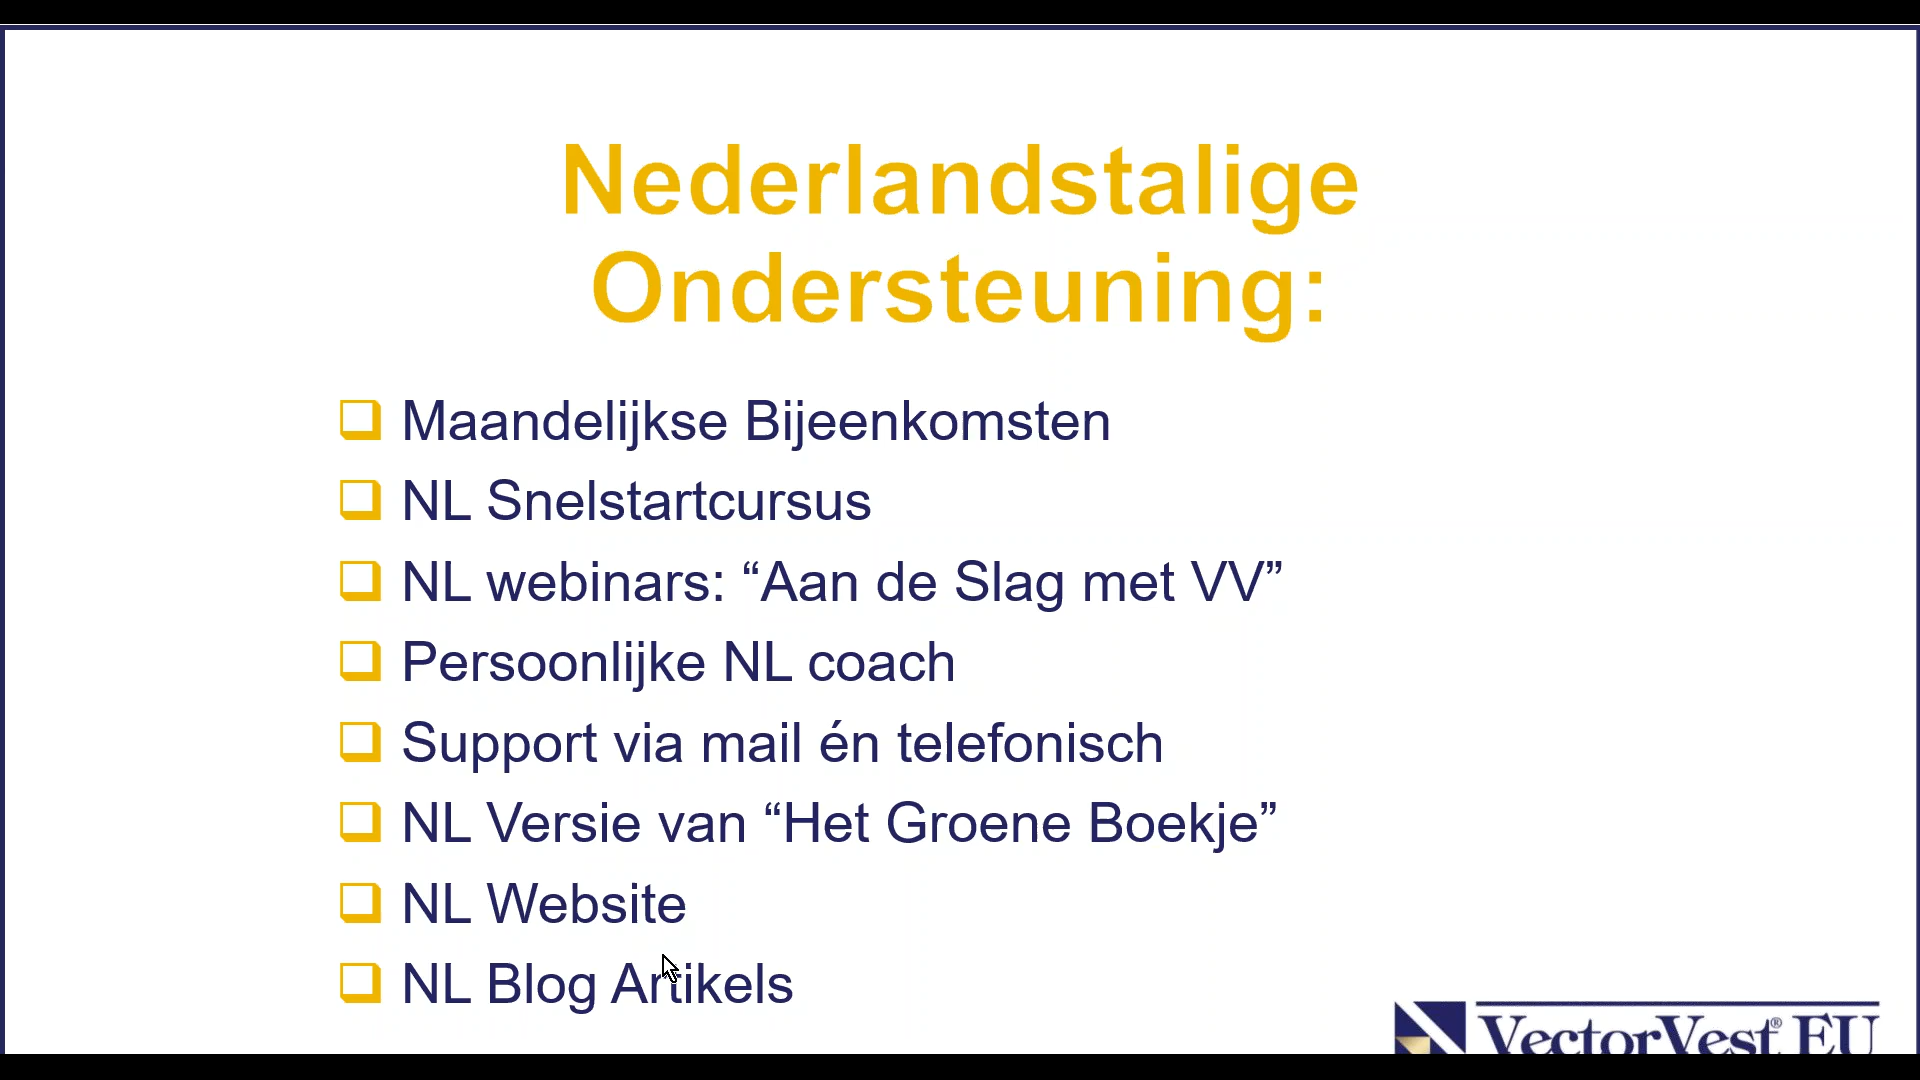 Nederlandstalige
Ondersteuning:
Maandelijkse Bijeenkomsten
NL Snelstartcursus
NL webinars: “Aan de Slag met VV”
Persoonlijke NL coach
Support via mail én telefonisch
NL Versie van “Het Groene Boekje”
NL Website
NL Blog Artikels
VectorVest® EU